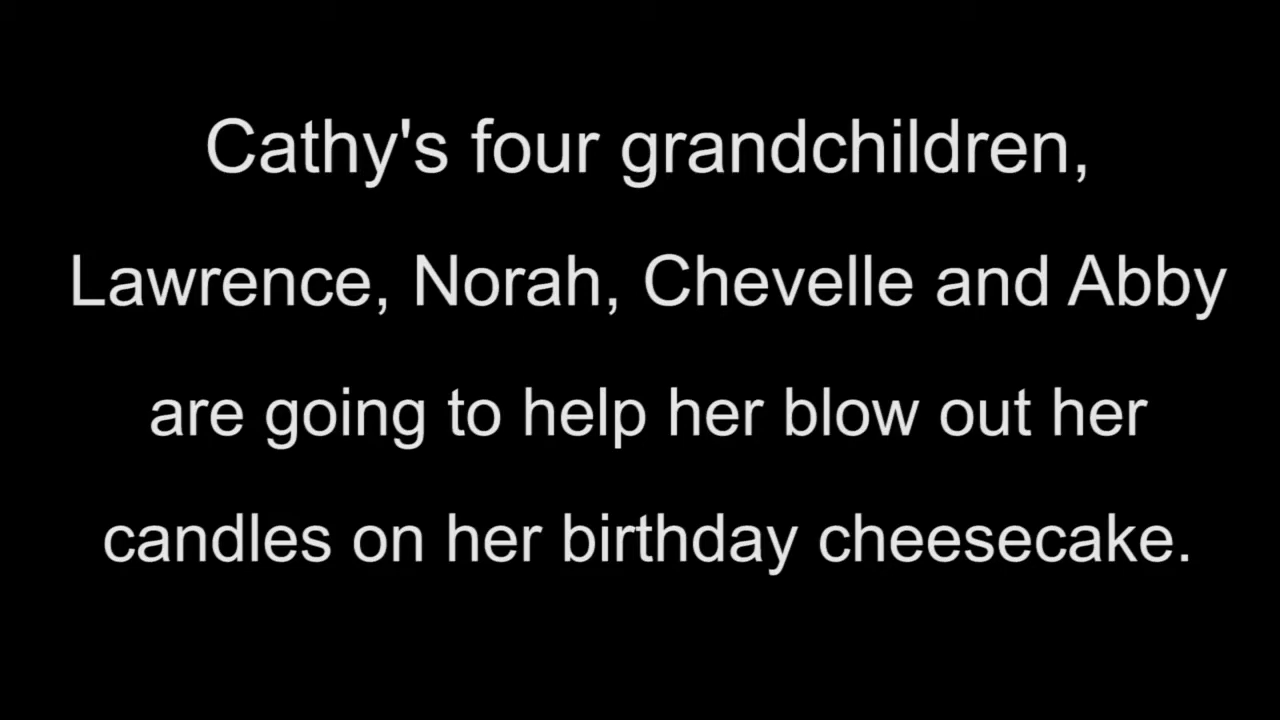 Cathy's four grandchildren,
Lawrence, Norah, Chevelle and Abby
are going to help her blow out her
candles on her birthday cheesecake.